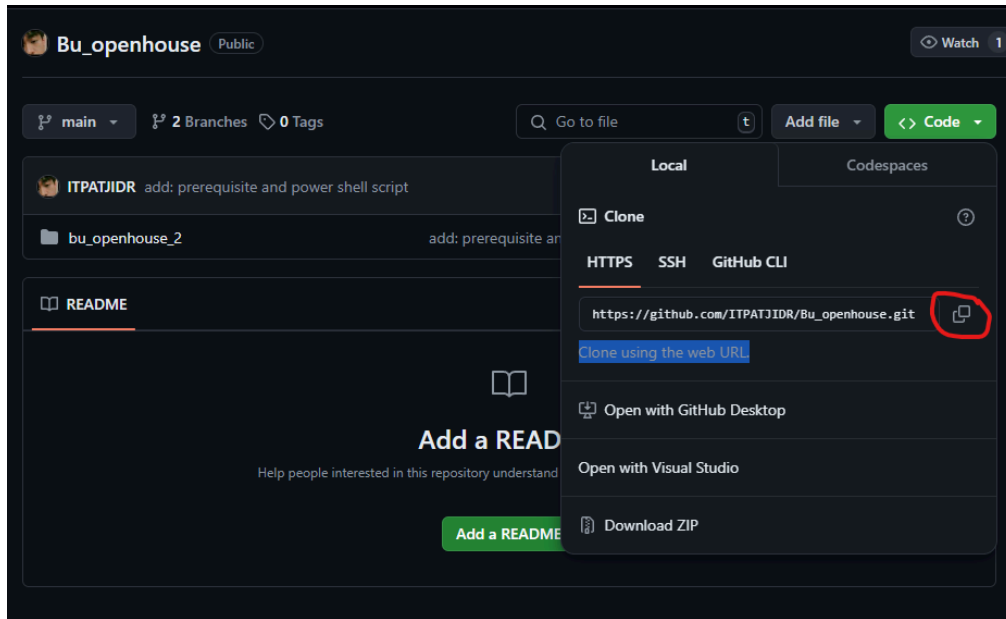 Bu_openhouse Public
Watch 1
main 2 Branches 0 Tags
Go to file t
Add file
Code
ITPATJIDR add: prerequisite and power shell script
bu_openhouse_2 add: prerequisite an
README
Add a READ
Help people interested in this repository understand
Add a README
Local Codespaces
Clone
HTTPS SSH GitHub CLI
https://github.com/ITPATJIDR/Bu_openhouse.git
Clone using the web URL.
Open with GitHub Desktop
Open with Visual Studio
Download ZIP